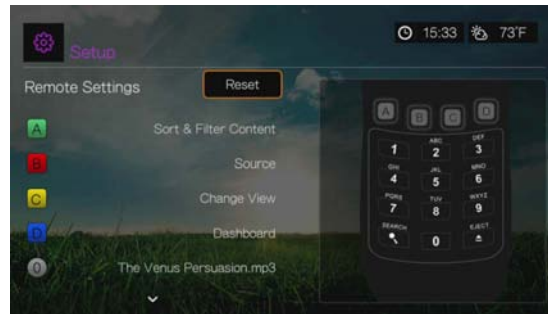 Setup
15:33
73°F
Remote Settings
Reset
A Sort & Filter Content
B Source
C Change View
D Dashboard
0 The Venus Persuasion.mp3
A B C D
1
ABC
2
DEF
3
GHI
4
JKL
5
MNO
6
PQRS
7
TUV
8
WXYZ
9
SEARCH
0
EJECT